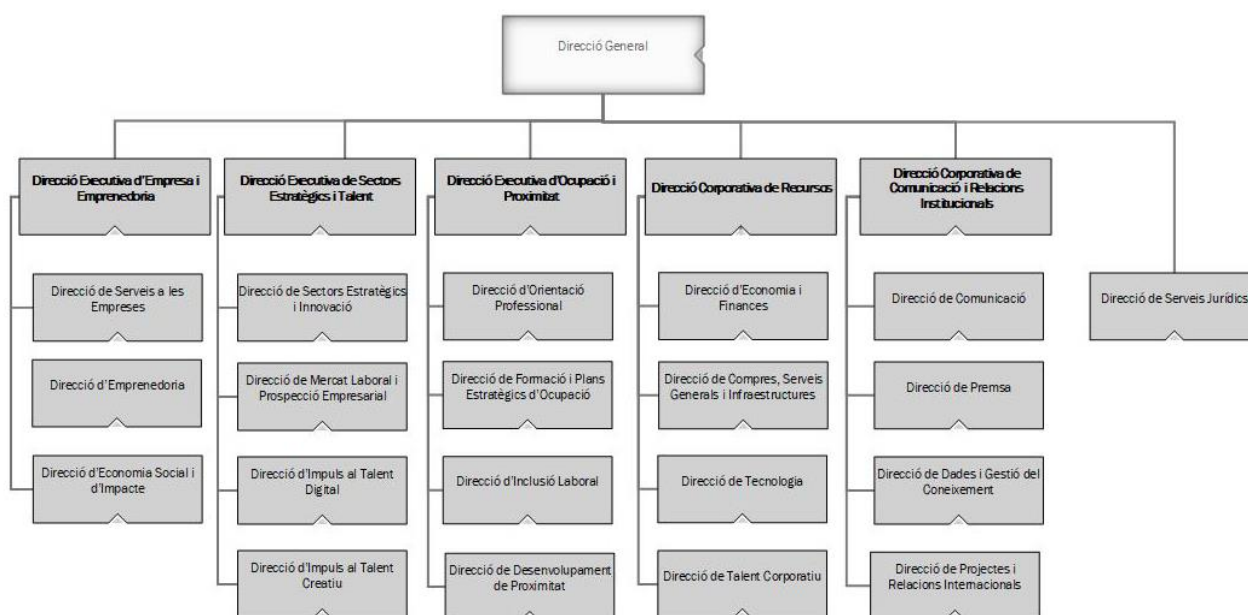 Direcció General
Direcció Executiva d'Empresa i
Emprenedoria
Direcció Executiva de Sectors
Estratègics i Talent
Direcció Executiva d'Ocupació i
Proximitat
Direcció Corporativa de Recursos
Direcció Corporativa de
Comunicació i Relacions
Institucionals
Direcció de Serveis a les
Empreses
Direcció de Sectors Estratègics
i Innovació
Direcció d'Orientació
Professional
Direcció d'Economia i
Finances
Direcció de Comunicació
Direcció de Serveis Jurídics
Direcció d'Emprenedoria
Direcció de Mercat Laboral i
Prospecció Empresarial
Direcció de Formació i Plans
Estratègics d'Ocupació
Direcció de Compres, Serveis
Generals i Infraestructures
Direcció de Premsa
Direcció d'Economia Social i
d'Impacte
Direcció d'Impuls al Talent
Digital
Direcció d'Inclusió Laboral
Direcció de Tecnologia
Direcció de Dades i Gestió del
Coneixement
Direcció d'Impuls al Talent
Creatiu
Direcció de Desenvolupament
de Proximitat
Direcció de Talent Corporatiu
Direcció de Projectes i
Relacions Internacionals